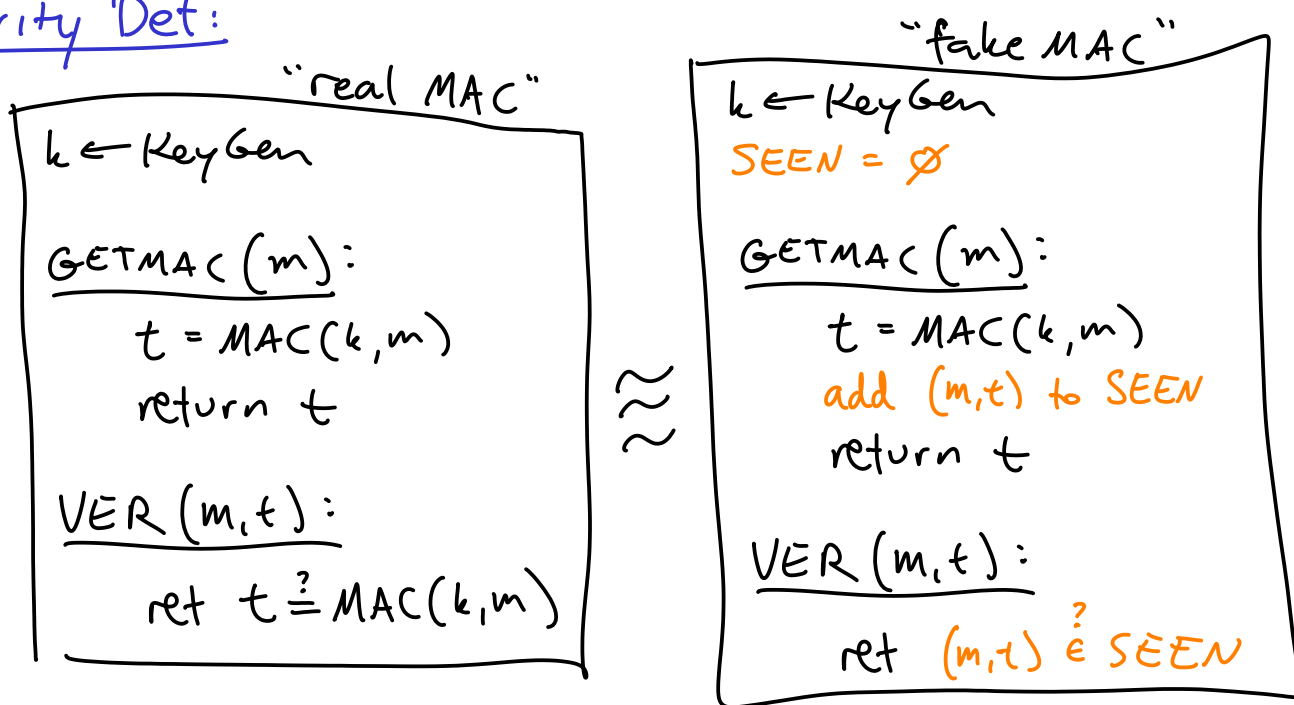 rity Def:
"real MAC"
k ← KeyGen
GETMAC(m):
t = MAC(k,m)
return t
VER(m,t):
ret t ≟ MAC(k,m)
≈
"fake MAC"
k ← KeyGen
SEEN = ∅
GETMAC(m):
t = MAC(k,m)
add (m,t) to SEEN
return t
VER(m,t):
ret (m,t) ?∈ SEEN